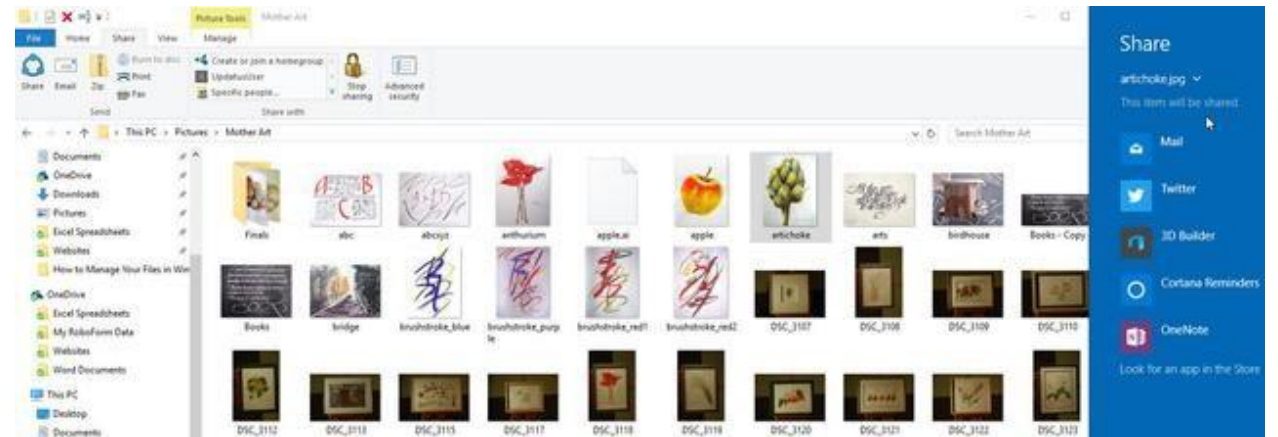 Picture Tools Mother Art
File Home Share View Manage
Share Email Zip
Burn to disc
Print
Fax
Send
Create or join a homegroup
Specific people...
Share with
Stop sharing
Advanced security
This PC › Pictures › Mother Art
Search Mother Art
Documents
OneDrive
Downloads
Pictures
Excel Spreadsheets
Websites
How to Manage Your Files in Win
OneDrive
Excel Spreadsheets
My RoboForm Data
Websites
Word Documents
This PC
Desktop
Documents
Finals abc abcxyz anthurium apple.ai apple artichoke arts birdhouse Books - Copy
Books bridge brushstroke_blue brushstroke_purp
le
brushstroke_red1 brushstroke_red2 DSC_3107 DSC_3108 DSC_3109 DSC_3110
DSC_3112 DSC_3113 DSC_3115 DSC_3117 DSC_3118 DSC_3119 DSC_3120 DSC_3121 DSC_3122 DSC_3123
Share
artichoke.jpg
This item will be shared
Mail
Twitter
3D Builder
Cortana Reminders
OneNote
Look for an app in the Store